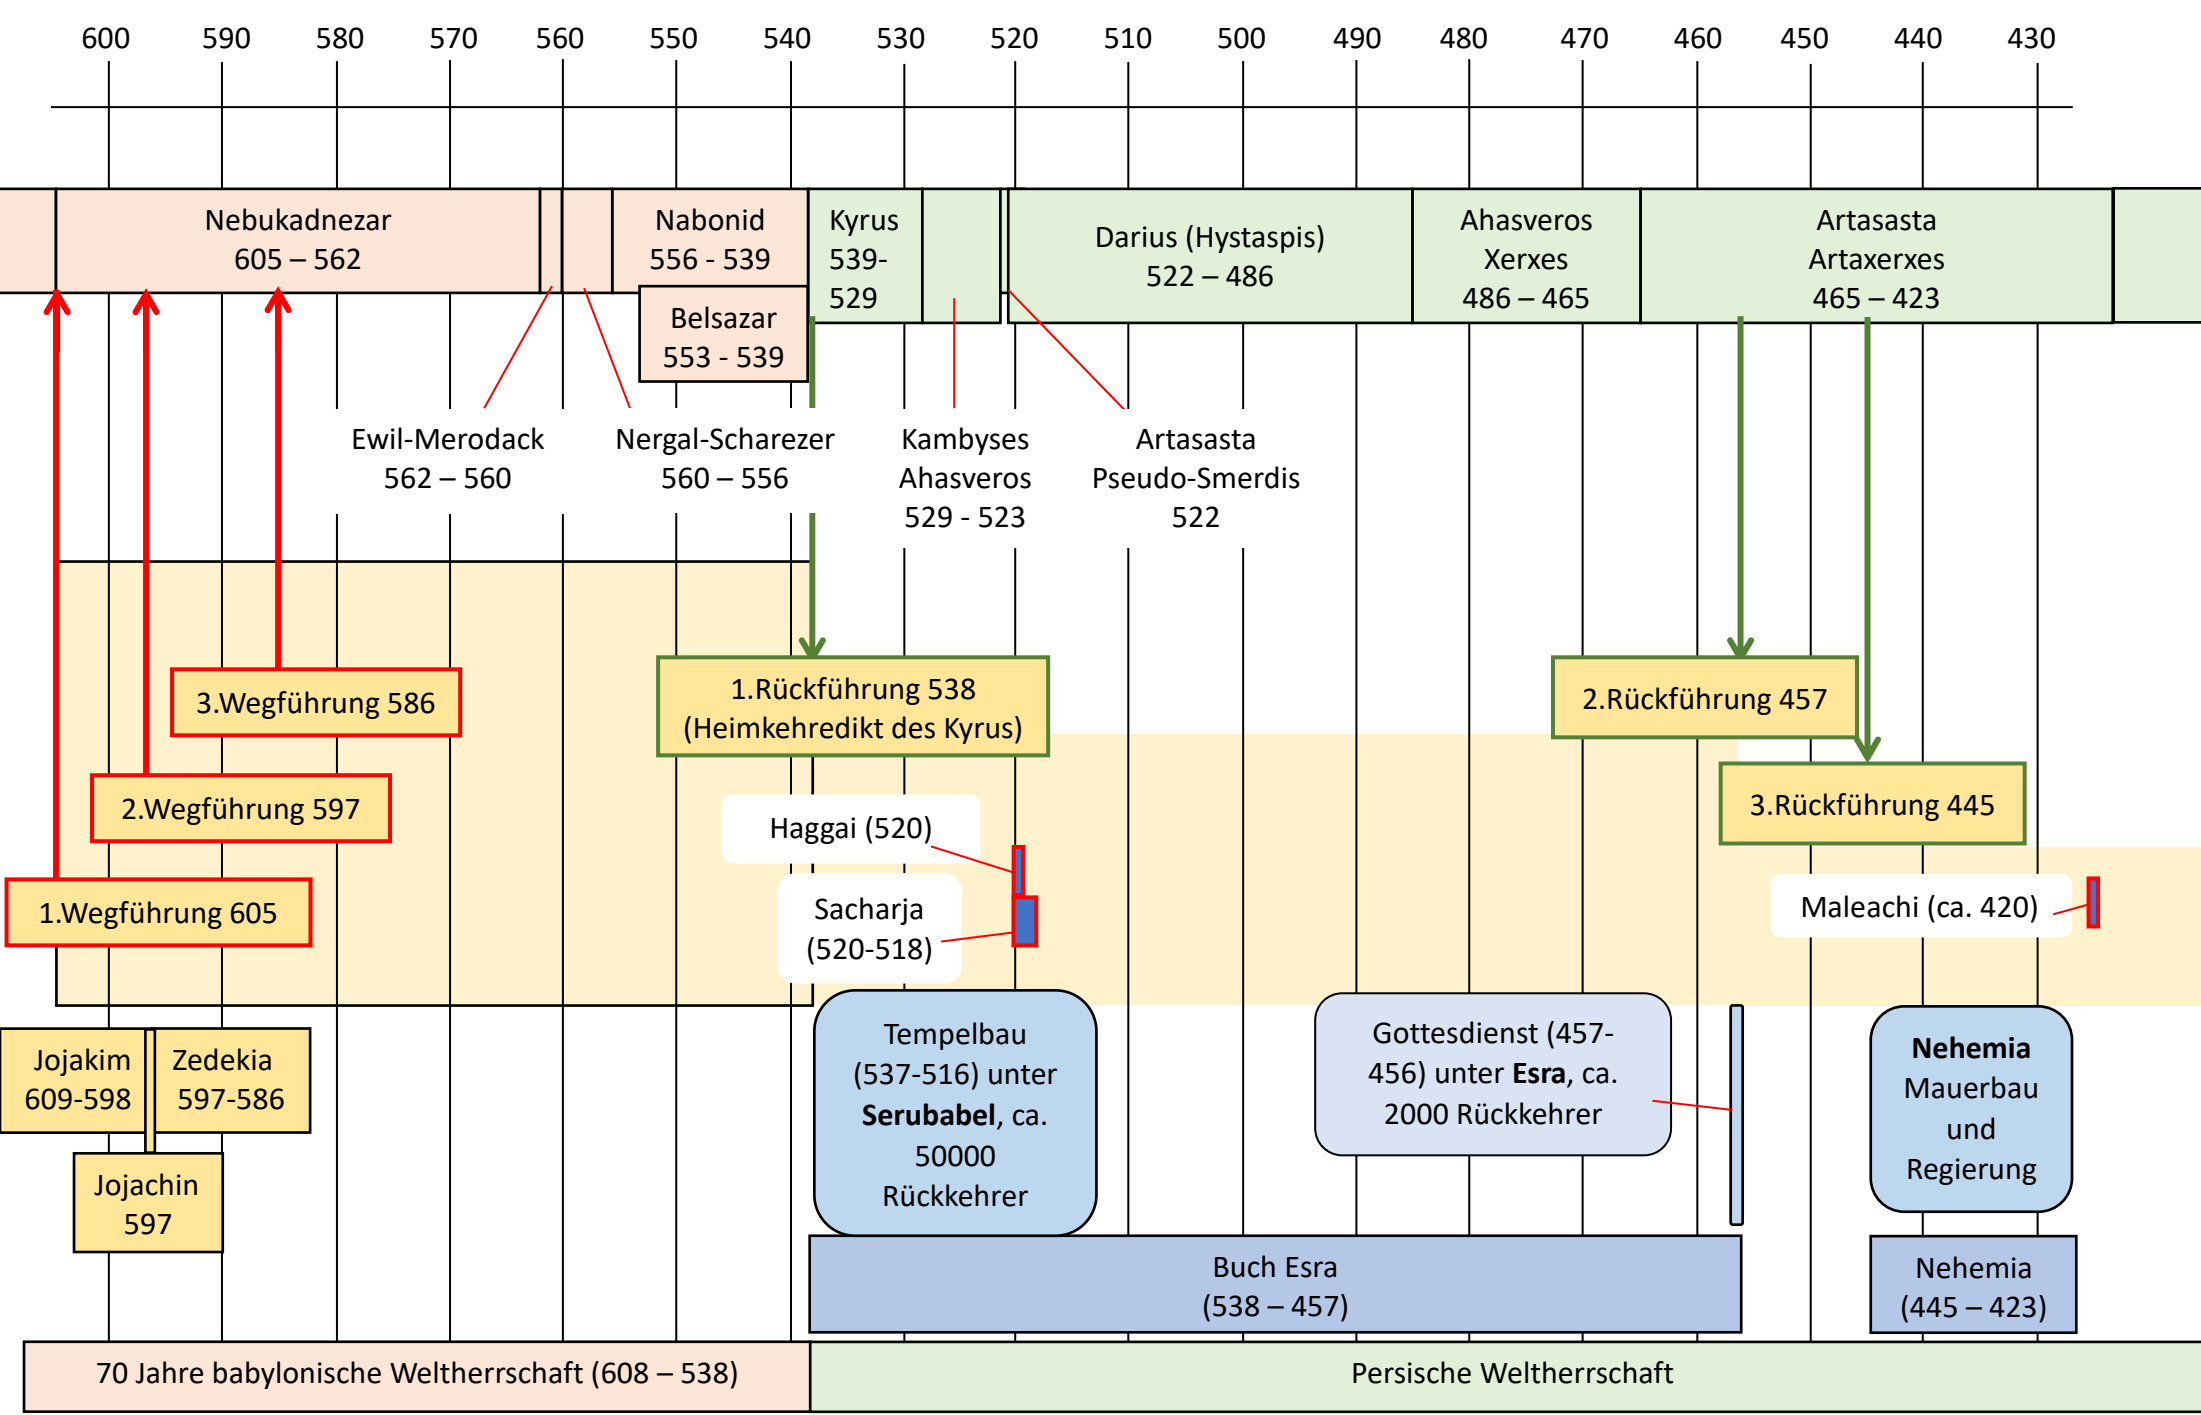 600 590 580 570 560 550 540 530 520 510 500 490 480 470 460 450 440 430
Nebukadnezar
605 – 562
Nabonid
556 - 539
Belsazar
553 - 539
Kyrus
539-
529
Darius (Hystaspis)
522 – 486
Ahasveros
Xerxes
486 – 465
Artasasta
Artaxerxes
465 – 423
Ewil-Merodack
562 – 560
Nergal-Scharezer
560 – 556
Kambyses
Ahasveros
529 - 523
Artasasta
Pseudo-Smerdis
522
3.Wegführung 586
2.Wegführung 597
1.Wegführung 605
1.Rückführung 538
(Heimkehredikt des Kyrus)
2.Rückführung 457
3.Rückführung 445
Haggai (520)
Sacharja
(520-518)
Maleachi (ca. 420)
Jojakim
609-598
Zedekia
597-586
Jojachin
597
Tempelbau
(537-516) unter
Serubabel, ca.
50000
Rückkehrer
Gottesdienst (457-
456) unter Esra, ca.
2000 Rückkehrer
Nehemia
Mauerbau
und
Regierung
Buch Esra
(538 – 457)
Nehemia
(445 – 423)
70 Jahre babylonische Weltherrschaft (608 – 538)
Persische Weltherrschaft